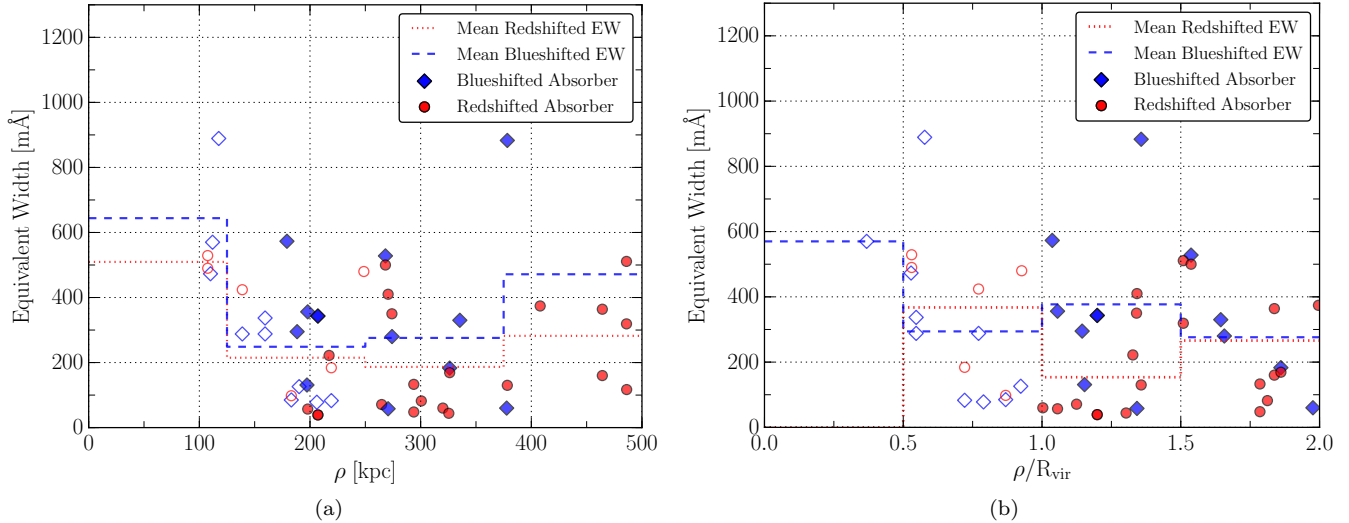 1200
1000
800
600
400
200
0
Equivalent Width [mÅ]
0
100
200
300
400
500
ρ [kpc]
Mean Redshifted EW
Mean Blueshifted EW
Blueshifted Absorber
Redshifted Absorber
(a)
1200
1000
800
600
400
200
0
Equivalent Width [mÅ]
0.0
0.5
1.0
1.5
2.0
ρ/R_vir
Mean Redshifted EW
Mean Blueshifted EW
Blueshifted Absorber
Redshifted Absorber
(b)